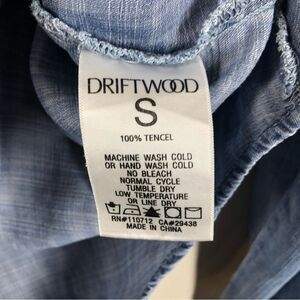 DRIFTWOOD
S
100% TENCEL
MACHINE WASH COLD
OR HAND WASH COLD
NO BLEACH
NORMAL CYCLE
TUMBLE DRY
LOW TEMPERATURE
OR LINE DRY
RN#110712 CA#29438
MADE IN CHINA